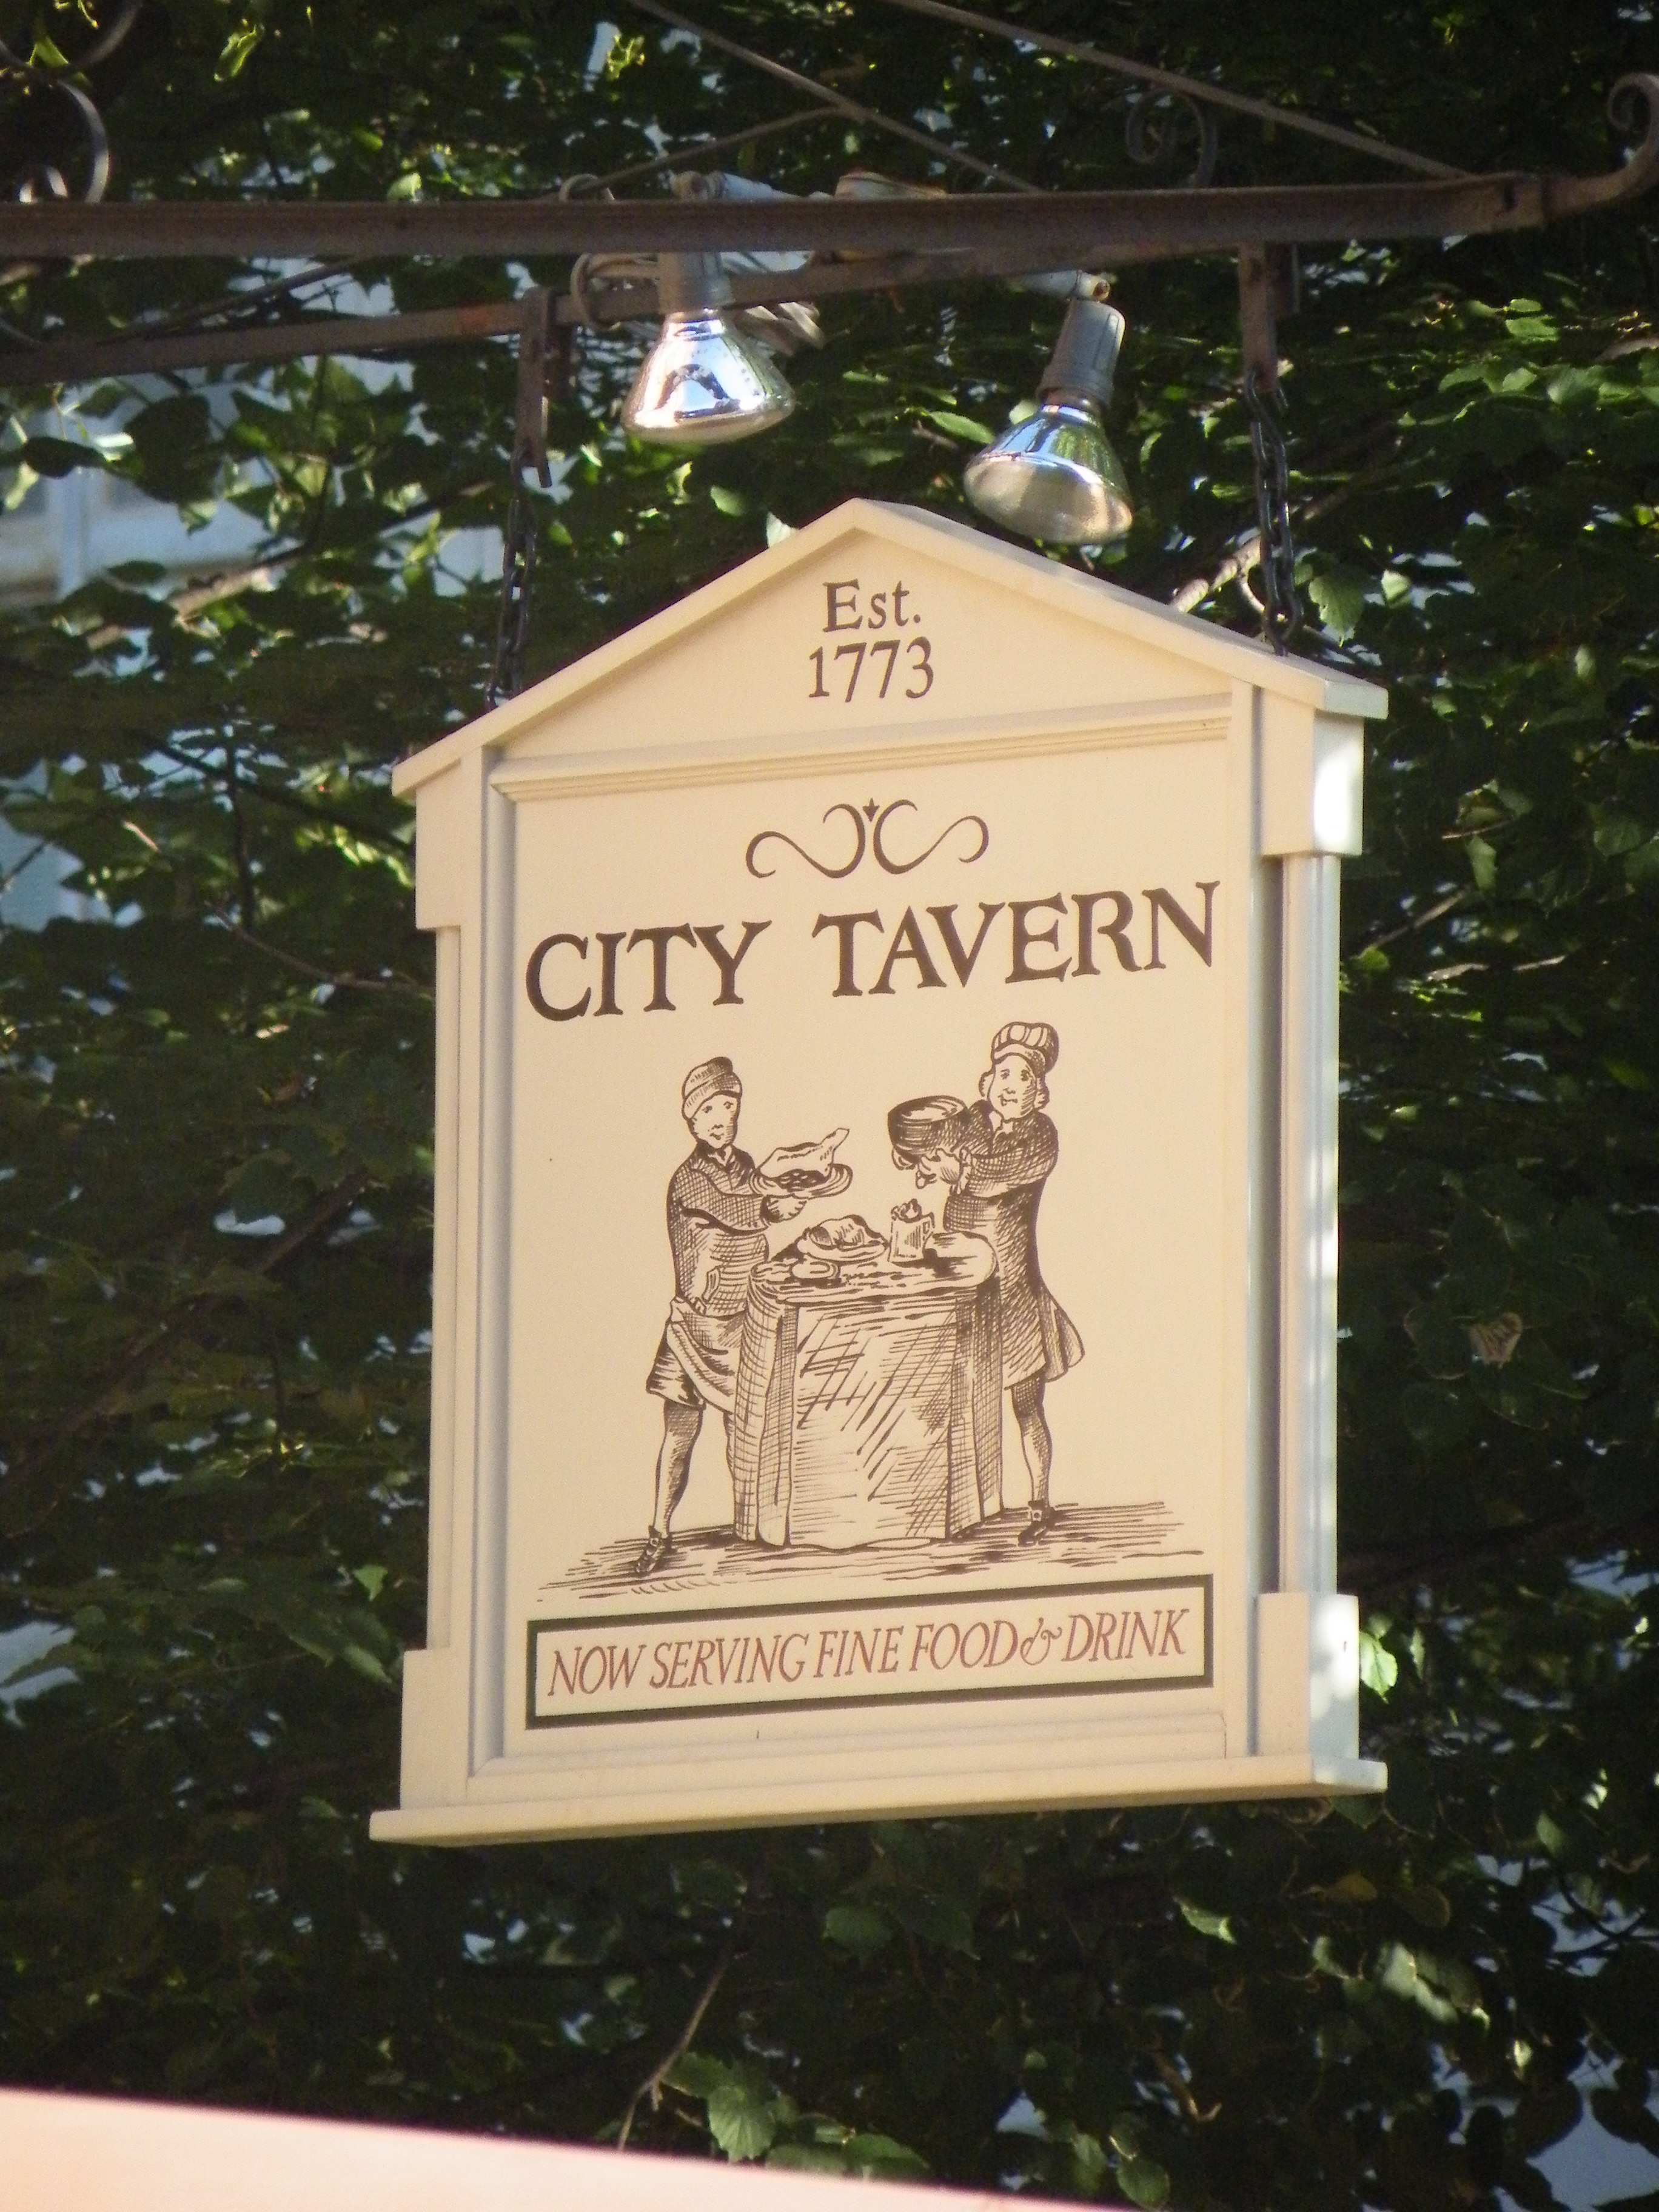 Est.
1773
CITY TAVERN
NOW SERVING FINE FOOD & DRINK